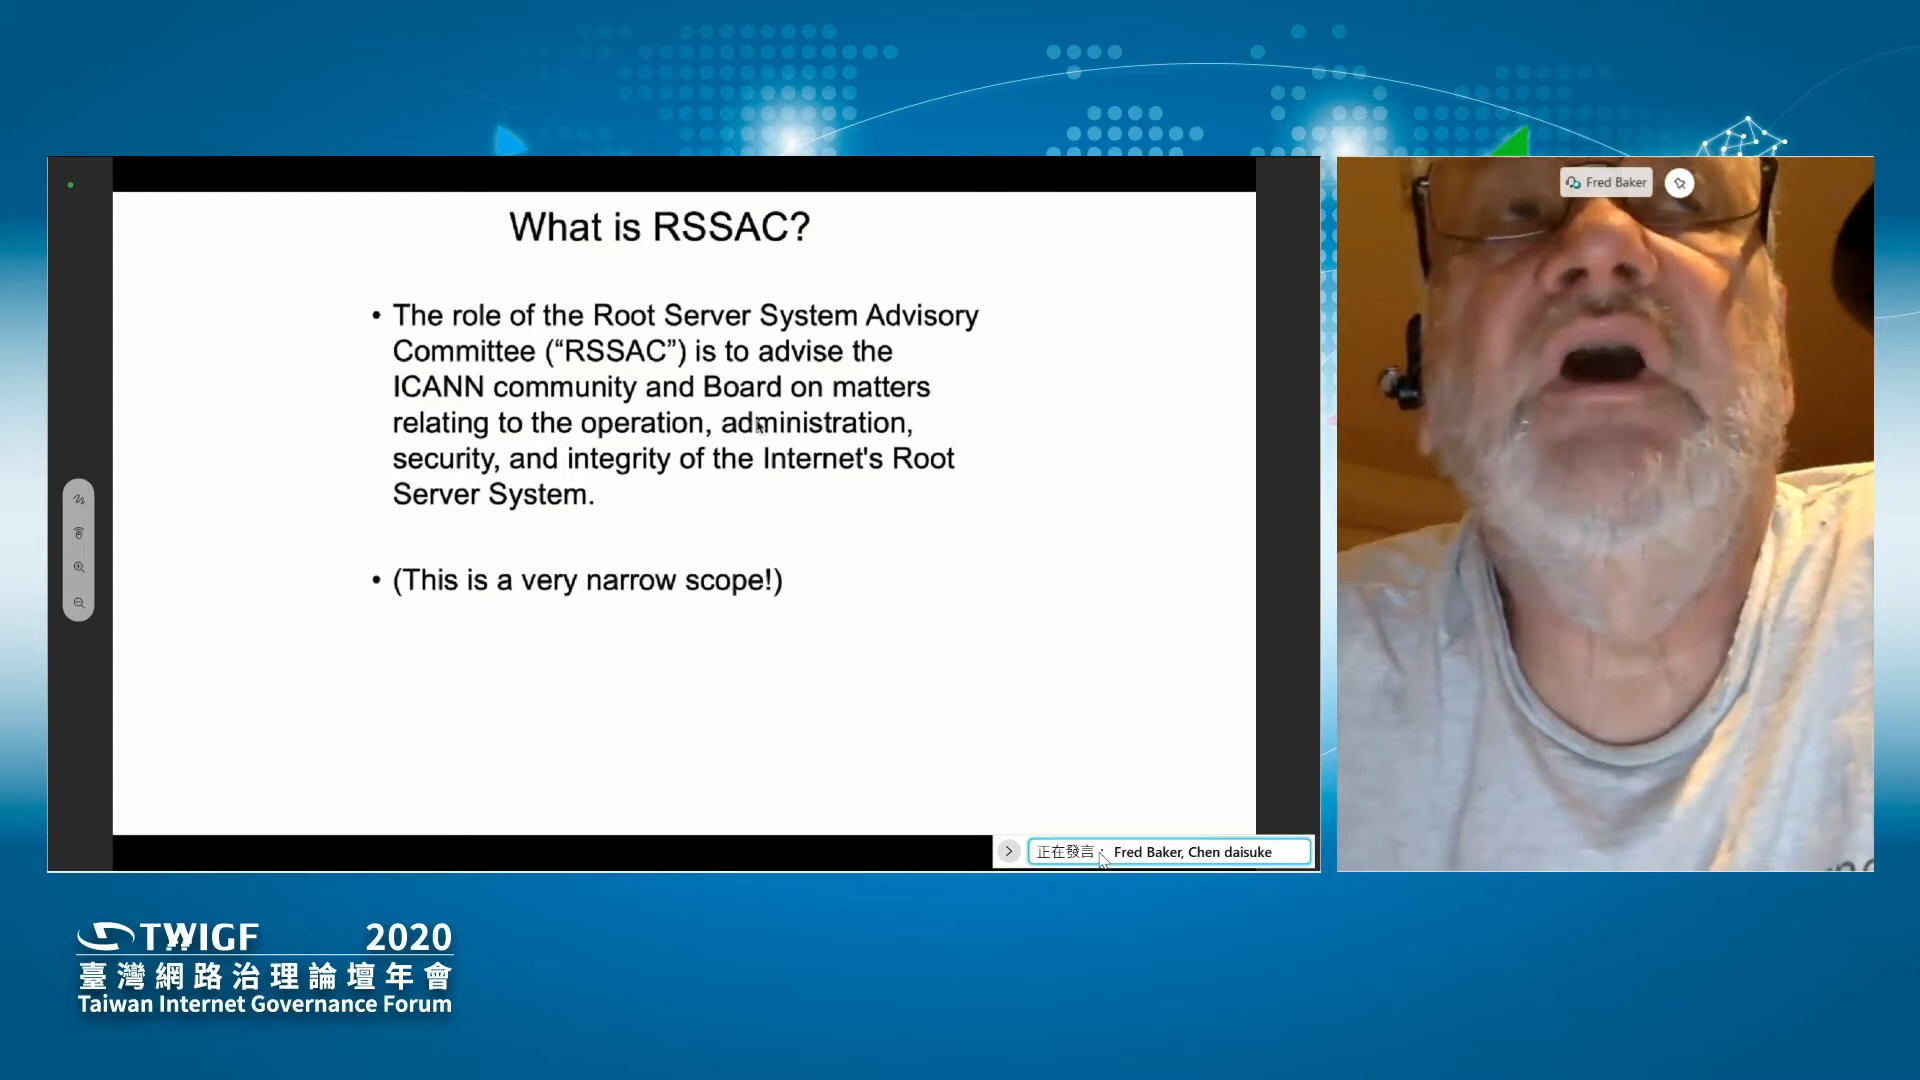 What is RSSAC?
• The role of the Root Server System Advisory
Committee (“RSSAC”) is to advise the
ICANN community and Board on matters
relating to the operation, administration,
security, and integrity of the Internet's Root
Server System.
• (This is a very narrow scope!)
Fred Baker
正在發言： Fred Baker, Chen daisuke
TWIGF 2020
臺灣網路治理論壇年會
Taiwan Internet Governance Forum